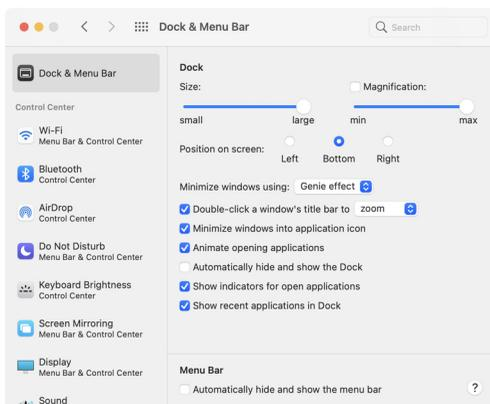 Dock & Menu Bar
Search
Dock & Menu Bar
Control Center
Wi-Fi
Menu Bar & Control Center
Bluetooth
Control Center
AirDrop
Control Center
Do Not Disturb
Menu Bar & Control Center
Keyboard Brightness
Control Center
Screen Mirroring
Menu Bar & Control Center
Display
Menu Bar & Control Center
Sound
Dock
Size: Magnification:
small large min max
Position on screen: Left Bottom Right
Minimize windows using: Genie effect
Double-click a window's title bar to zoom
Minimize windows into application icon
Animate opening applications
Automatically hide and show the Dock
Show indicators for open applications
Show recent applications in Dock
Menu Bar
Automatically hide and show the menu bar ?